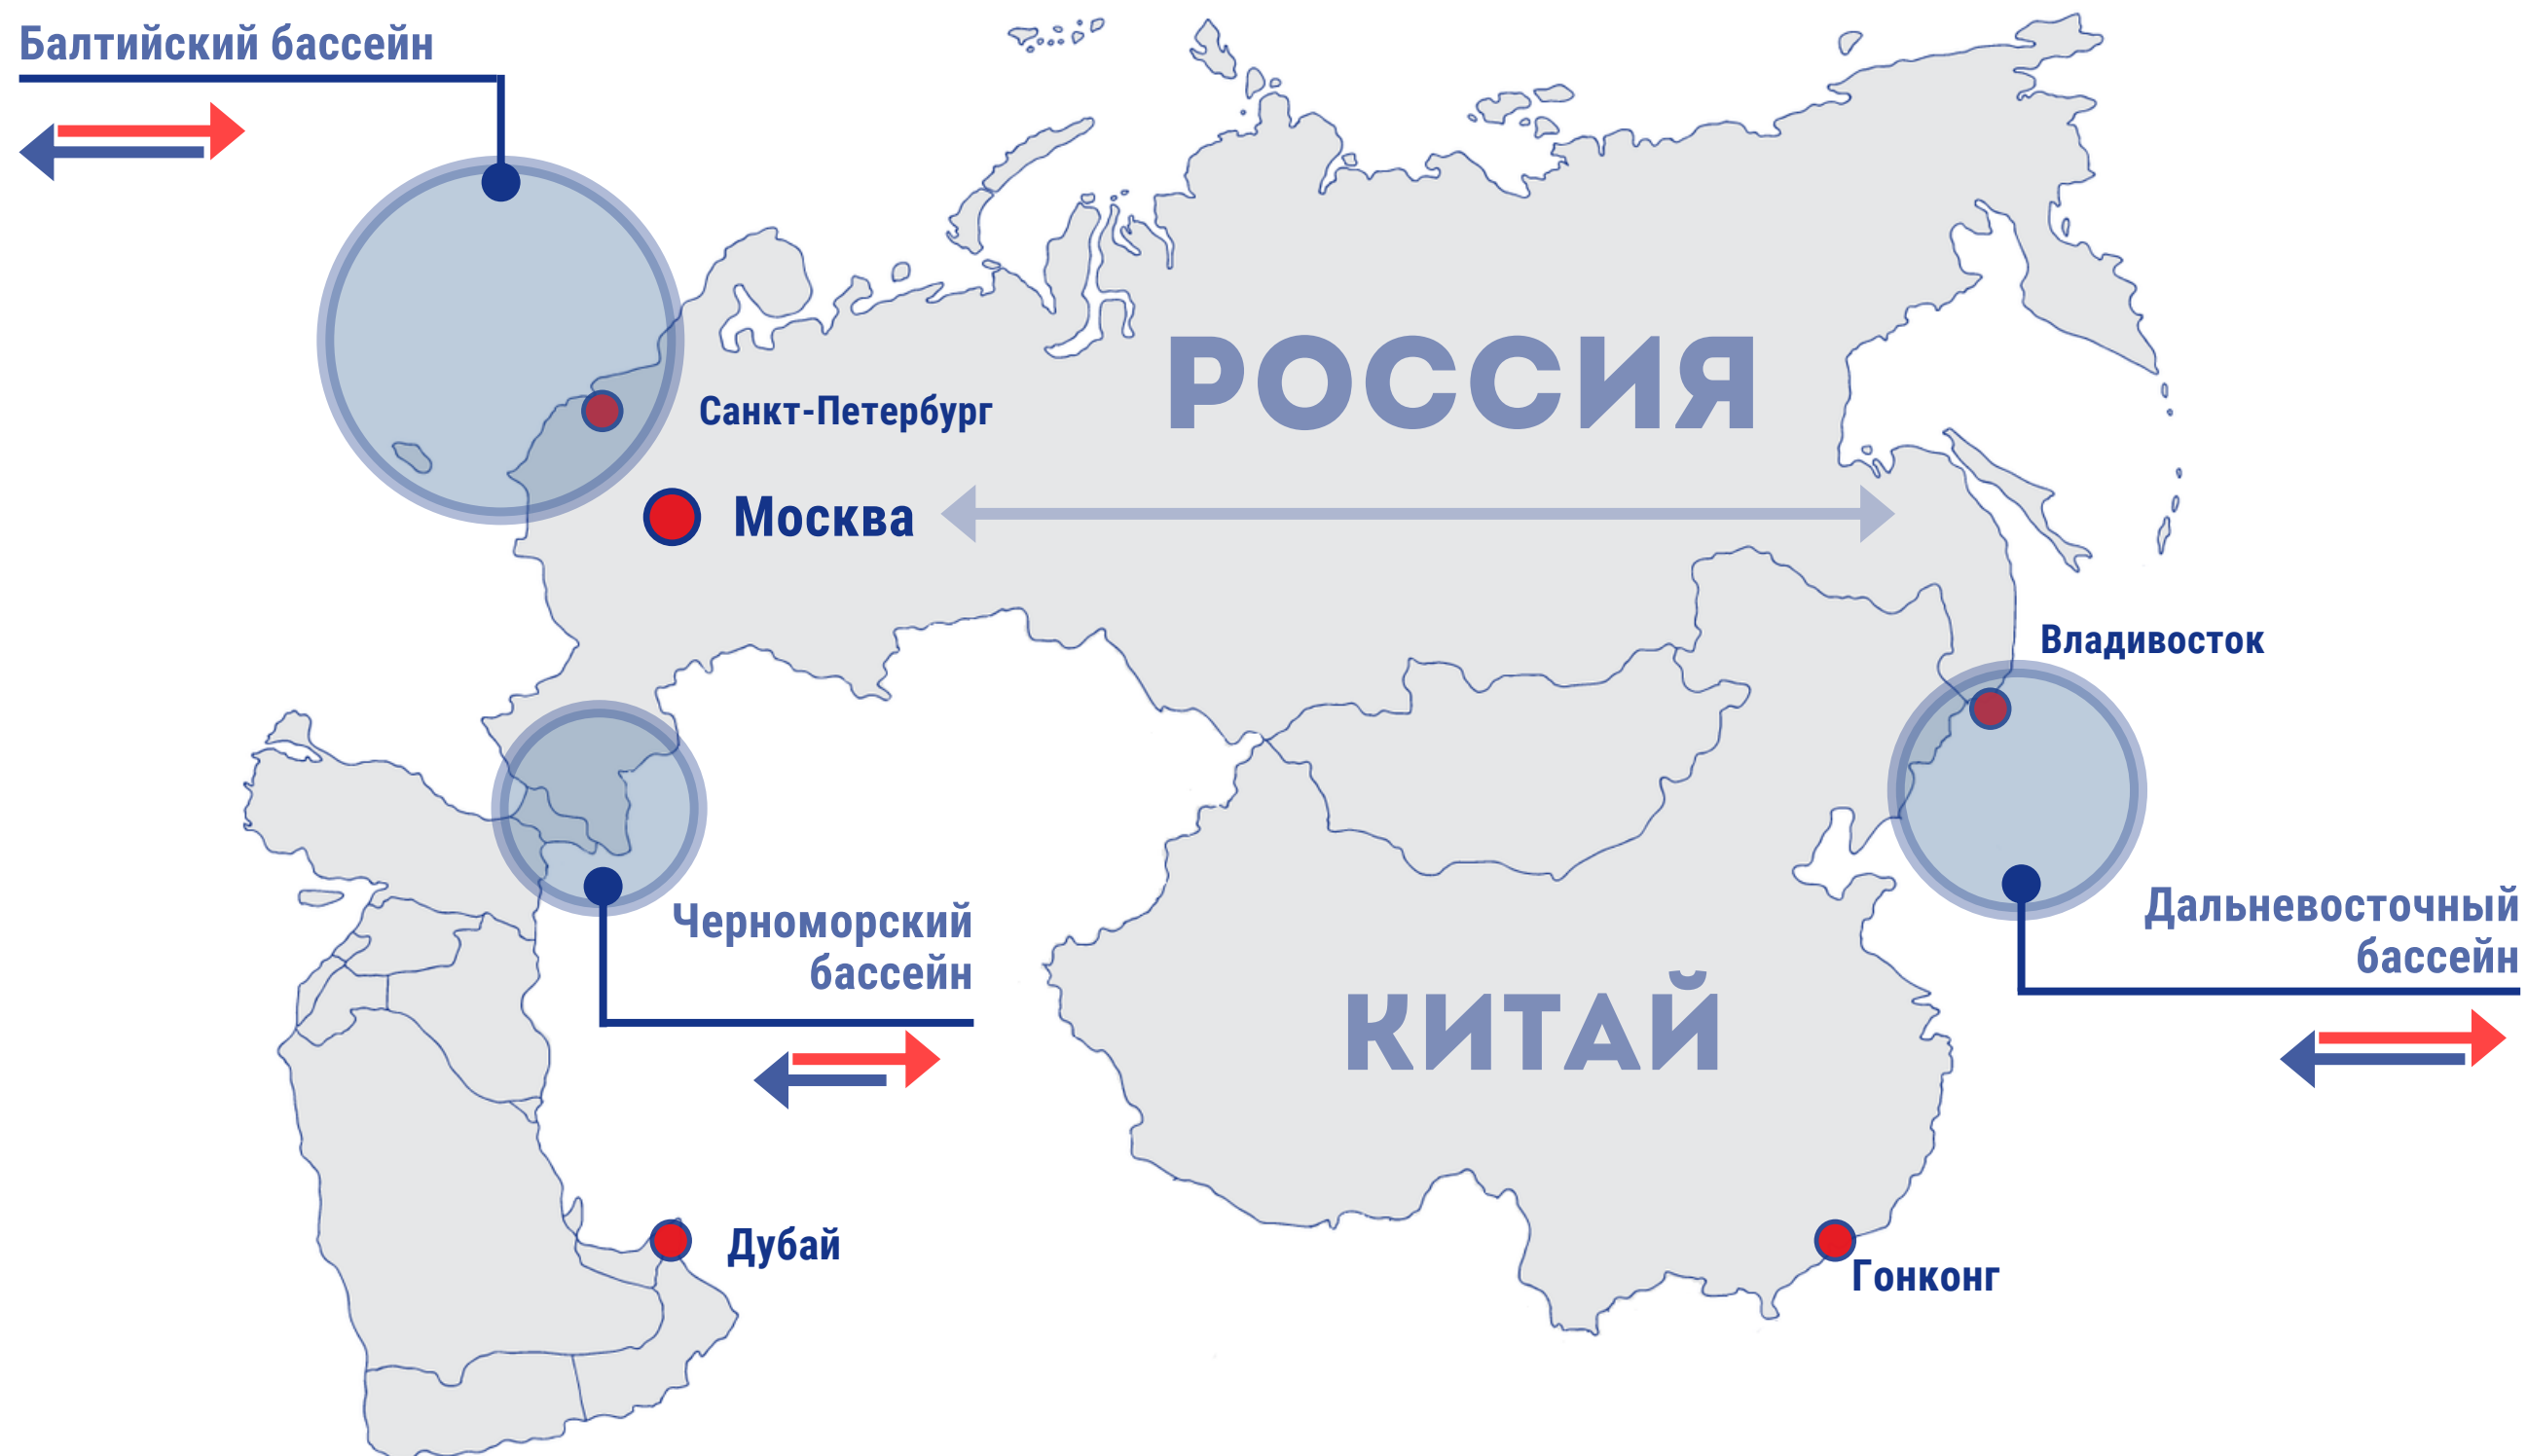 Балтийский бассейн
РОССИЯ
Санкт-Петербург
Москва
Владивосток
Черноморский
бассейн
Дальневосточный
бассейн
КИТАЙ
Дубай
Гонконг